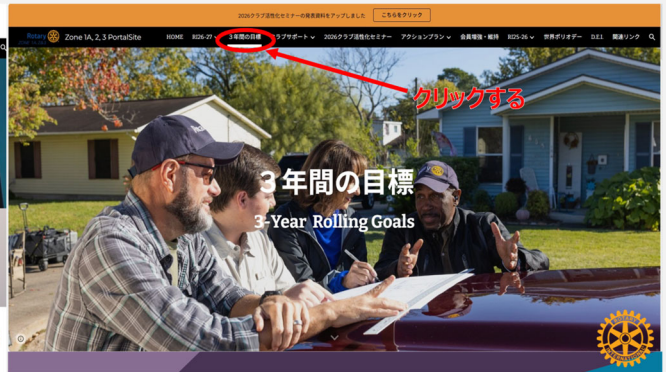 2026クラブ活性化セミナーの発表資料をアップしました
こちらをクリック
Rotary
Zone 1A, 2, 3 PortalSite
HOME
RI26-27
3年間の目標
ラブサポート
2026クラブ活性化セミナー
アクションプラン
会員増強・維持
RI25-26
世界ポリオデー
D.E.I.
関連リンク
クリックする
3年間の目標
3-Year Rolling Goals
ROTARY
INTERNATIONAL